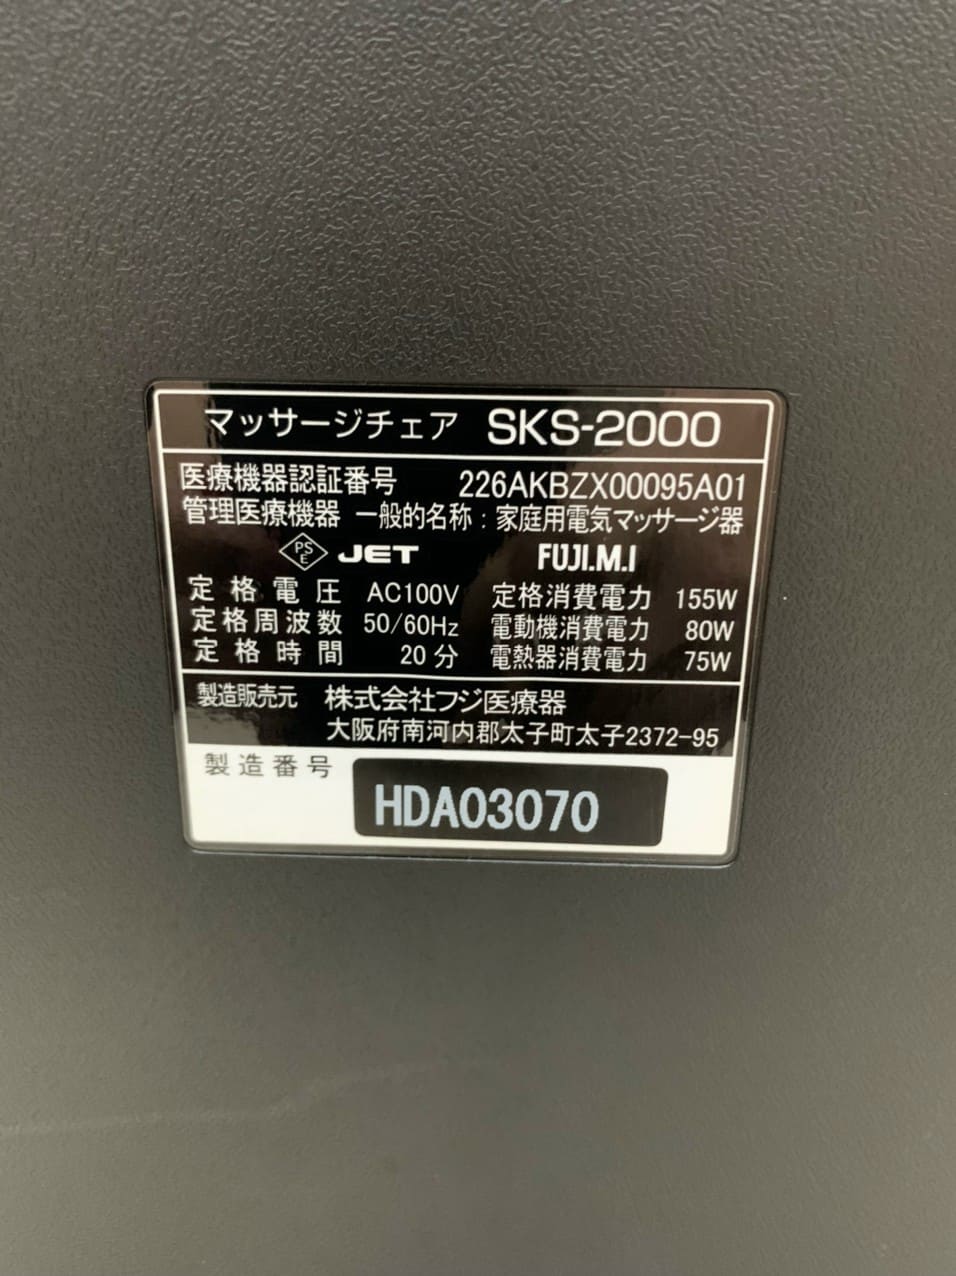 マッサージチェア SKS-2000
医療機器認証番号 226AKBZX00095A01
管理医療機器 一般的名称：家庭用電気マッサージ器
PS E JET FUJI.M.I
定格電圧 AC100V 定格消費電力 155W
定格周波数 50/60Hz 電動機消費電力 80W
定格時間 20分 電熱器消費電力 75W
製造販売元 株式会社フジ医療器
大阪府南河内郡太子町太子2372-95
製造番号 HDA03070